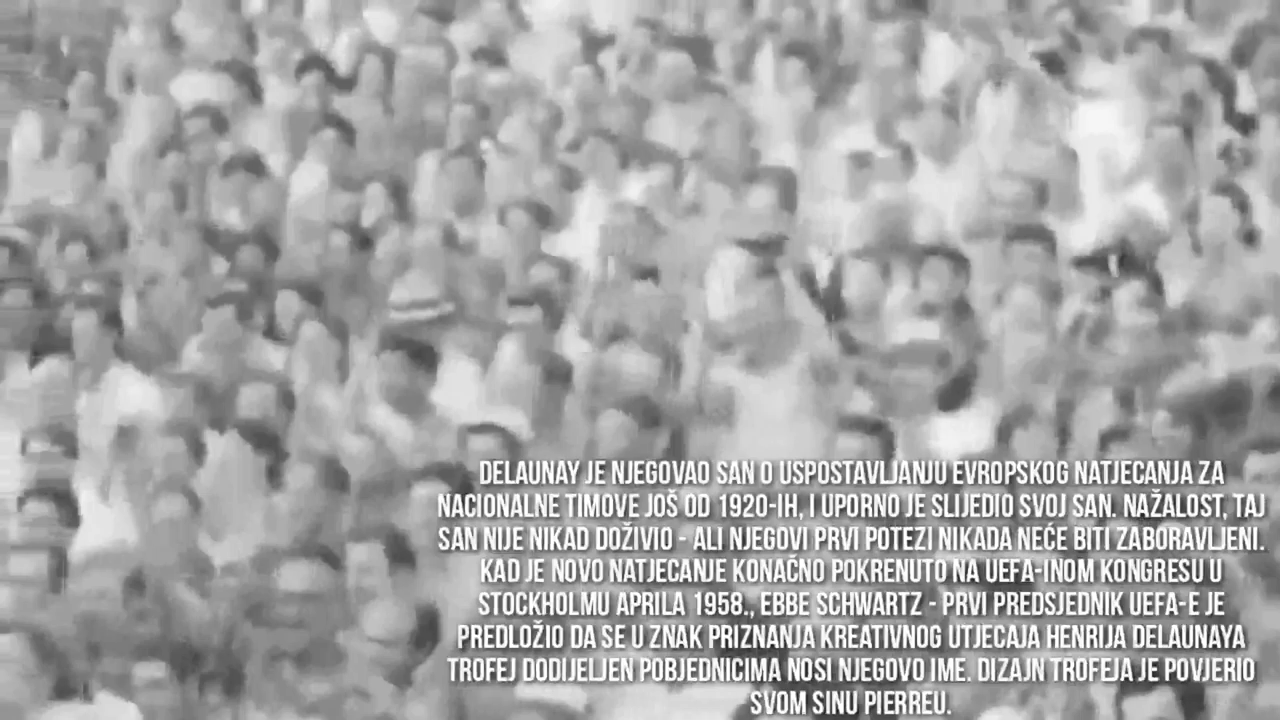 DELAUNAY JE NJEGOVAO SAN O USPOSTAVLJANJU EVROPSKOG NATJECANJA ZA
NACIONALNE TIMOVE JOŠ OD 1920-IH, I UPORNO JE SLIJEDIO SVOJ SAN. NAŽALOST, TAJ
SAN NIJE NIKAD DOŽIVIO - ALI NJEGOVI PRVI POTEZI NIKADA NEĆE BITI ZABORAVLJENI.
KAD JE NOVO NATJECANJE KONAČNO POKRENUTO NA UEFA-INOM KONGRESU U
STOCKHOLMU APRILA 1958., EBBE SCHWARTZ - PRVI PREDSJEDNIK UEFA-E JE
PREDLOŽIO DA SE U ZNAK PRIZNANJA KREATIVNOG UTJECAJA HENRIJA DELAUNAYA
TROFEJ DODIJELJEN POBJEDNICIMA NOSI NJEGOVO IME. DIZAJN TROFEJA JE POVJERIO
SVOM SINU PIERREU.